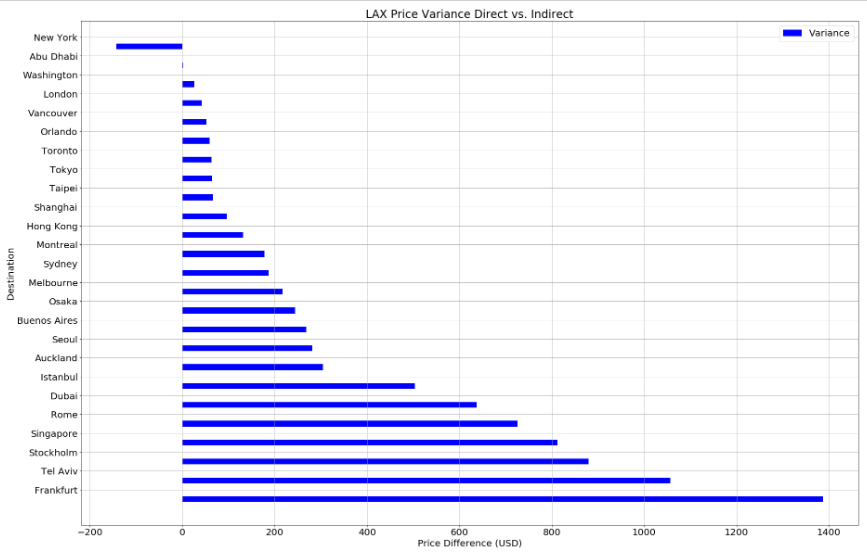 LAX Price Variance Direct vs. Indirect
Variance
Destination
New York
Abu Dhabi
Washington
London
Vancouver
Orlando
Toronto
Tokyo
Taipei
Shanghai
Hong Kong
Montreal
Sydney
Melbourne
Osaka
Buenos Aires
Seoul
Auckland
Istanbul
Dubai
Rome
Singapore
Stockholm
Tel Aviv
Frankfurt
−200 0 200 400 600 800 1000 1200 1400
Price Difference (USD)